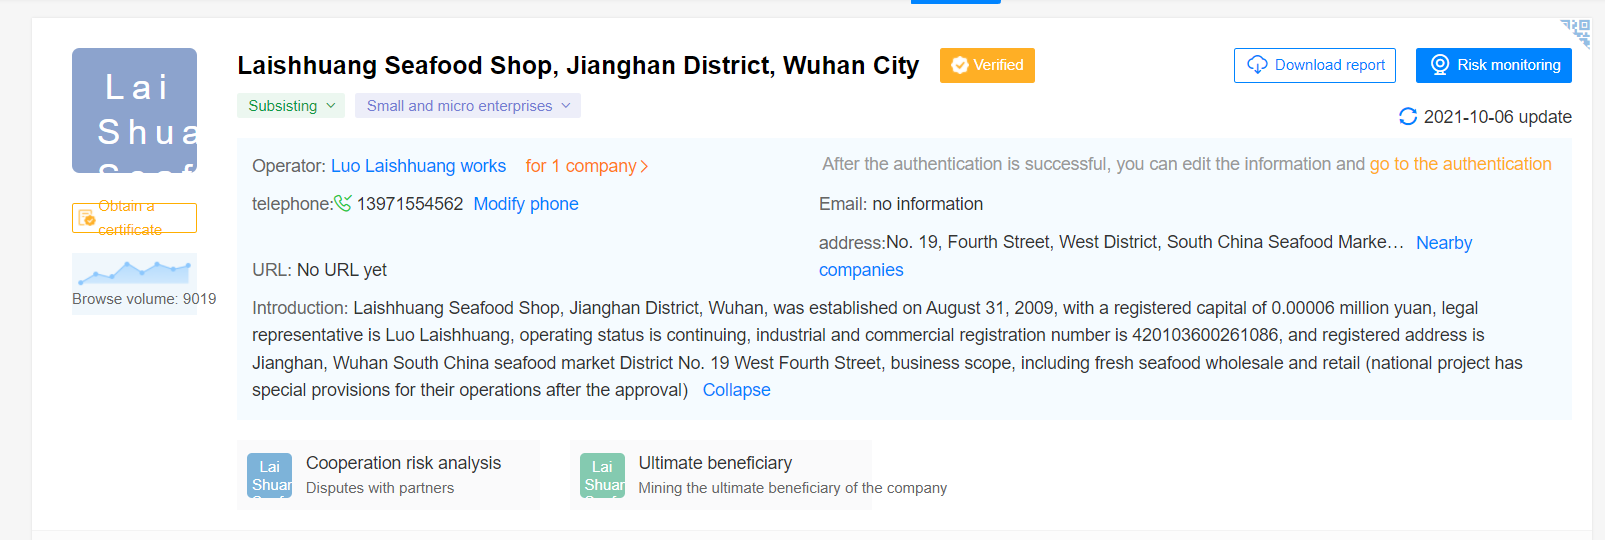 Laishhuang Seafood Shop, Jianghan District, Wuhan City
Verified
Download report
Risk monitoring
Lai
Shua
Subsisting
Small and micro enterprises
2021-10-06 update
Operator: Luo Laishhuang works for 1 company
After the authentication is successful, you can edit the information and go to the authentication
telephone: 13971554562 Modify phone
Email: no information
Obtain a
certificate
address:No. 19, Fourth Street, West District, South China Seafood Marke… Nearby
companies
URL: No URL yet
Browse volume: 9019
Introduction: Laishhuang Seafood Shop, Jianghan District, Wuhan, was established on August 31, 2009, with a registered capital of 0.00006 million yuan, legal
representative is Luo Laishhuang, operating status is continuing, industrial and commercial registration number is 420103600261086, and registered address is
Jianghan, Wuhan South China seafood market District No. 19 West Fourth Street, business scope, including fresh seafood wholesale and retail (national project has
special provisions for their operations after the approval) Collapse
Lai
Shuar
Cooperation risk analysis
Disputes with partners
Lai
Shuar
Ultimate beneficiary
Mining the ultimate beneficiary of the company